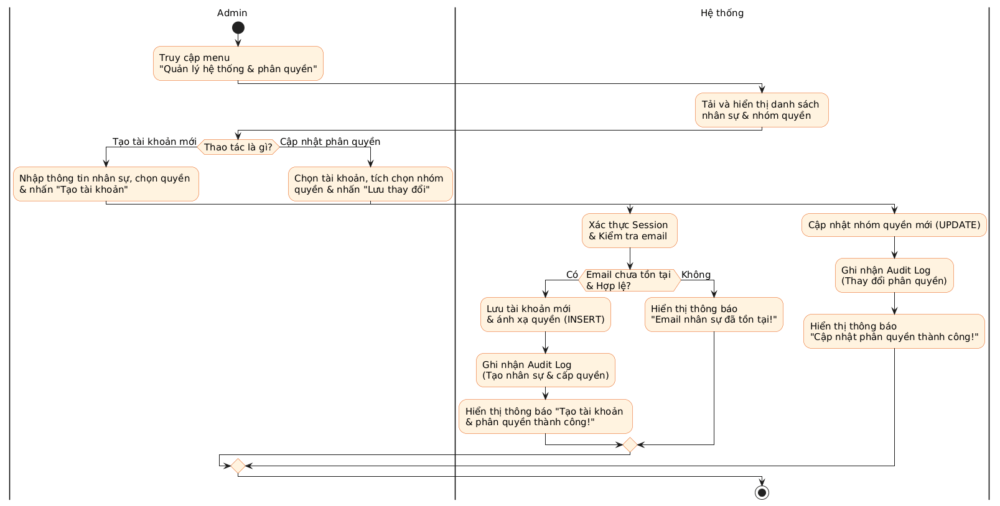 Admin
Hệ thống
Truy cập menu
"Quản lý hệ thống & phân quyền"
Tải và hiển thị danh sách
nhân sự & nhóm quyền
Tạo tài khoản mới
Thao tác là gì?
Cập nhật phân quyền
Nhập thông tin nhân sự, chọn quyền
& nhấn "Tạo tài khoản"
Chọn tài khoản, tích chọn nhóm
quyền & nhấn "Lưu thay đổi"
Xác thực Session
& Kiểm tra email
Cập nhật nhóm quyền mới (UPDATE)
Có
Email chưa tồn tại
& Hợp lệ?
Không
Ghi nhận Audit Log
(Thay đổi phân quyền)
Lưu tài khoản mới
& ánh xạ quyền (INSERT)
Hiển thị thông báo
"Email nhân sự đã tồn tại!"
Hiển thị thông báo
"Cập nhật phân quyền thành công!"
Ghi nhận Audit Log
(Tạo nhân sự & cấp quyền)
Hiển thị thông báo "Tạo tài khoản
& phân quyền thành công!"